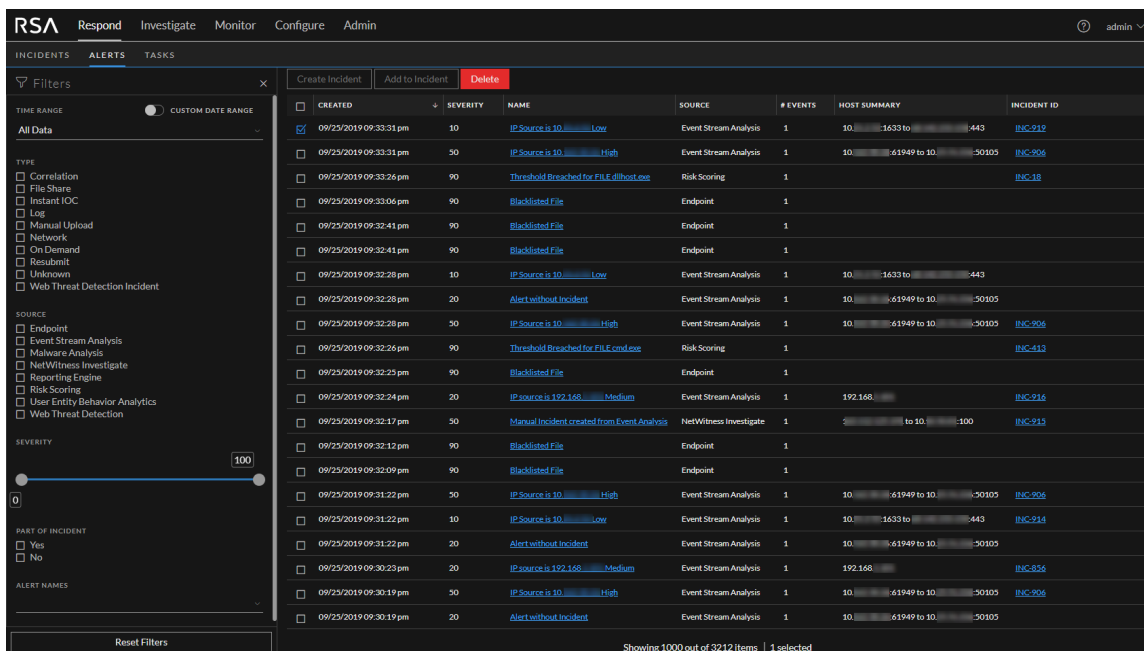 RSA Respond Investigate Monitor Configure Admin admin
INCIDENTS ALERTS TASKS
Filters
TIME RANGE CUSTOM DATE RANGE
All Data
TYPE
Correlation
File Share
Instant IOC
Log
Manual Upload
Network
On Demand
Resubmit
Unknown
Web Threat Detection Incident
SOURCE
Endpoint
Event Stream Analysis
Malware Analysis
NetWitness Investigate
Reporting Engine
Risk Scoring
User Entity Behavior Analytics
Web Threat Detection
SEVERITY
100
0
PART OF INCIDENT
Yes
No
ALERT NAMES
Reset Filters
Create Incident Add to Incident Delete
CREATED SEVERITY NAME SOURCE # EVENTS HOST SUMMARY INCIDENT ID
09/25/2019 09:33:31 pm 10 IP Source is 10. Low Event Stream Analysis 1 10. :1633 to :443 INC-919
09/25/2019 09:33:31 pm 50 IP Source is 10. High Event Stream Analysis 1 10. :61949 to 10. :50105 INC-906
09/25/2019 09:33:26 pm 90 Threshold Breached for FILE dllhost.exe Risk Scoring 1 INC-18
09/25/2019 09:33:06 pm 90 Blacklisted File Endpoint 1
09/25/2019 09:32:41 pm 90 Blacklisted File Endpoint 1
09/25/2019 09:32:41 pm 90 Blacklisted File Endpoint 1
09/25/2019 09:32:28 pm 10 IP Source is 10. Low Event Stream Analysis 1 10. :1633 to :443
09/25/2019 09:32:28 pm 20 Alert without Incident Event Stream Analysis 1 10. :61949 to 10. :50105
09/25/2019 09:32:28 pm 50 IP Source is 10. High Event Stream Analysis 1 10. :61949 to 10. :50105 INC-906
09/25/2019 09:32:26 pm 90 Threshold Breached for FILE cmd.exe Risk Scoring 1 INC-413
09/25/2019 09:32:25 pm 90 Blacklisted File Endpoint 1
09/25/2019 09:32:24 pm 20 IP source is 192.168. Medium Event Stream Analysis 1 192.168. INC-916
09/25/2019 09:32:17 pm 50 Manual Incident created from Event Analysis NetWitness Investigate 1 to 10. :100 INC-915
09/25/2019 09:32:12 pm 90 Blacklisted File Endpoint 1
09/25/2019 09:32:09 pm 90 Blacklisted File Endpoint 1
09/25/2019 09:31:22 pm 50 IP Source is 10. High Event Stream Analysis 1 10. :61949 to 10. :50105 INC-906
09/25/2019 09:31:22 pm 10 IP Source is 10. Low Event Stream Analysis 1 10. :1633 to :443 INC-914
09/25/2019 09:31:22 pm 20 Alert without Incident Event Stream Analysis 1 10. :61949 to 10. :50105
09/25/2019 09:30:23 pm 20 IP source is 192.168. Medium Event Stream Analysis 1 192.168. INC-856
09/25/2019 09:30:19 pm 50 IP Source is 10. High Event Stream Analysis 1 10. :61949 to 10. :50105 INC-906
09/25/2019 09:30:19 pm 20 Alert without Incident Event Stream Analysis 1 10. :61949 to 10. :50105
Showing 1000 out of 3212 items | 1 selected